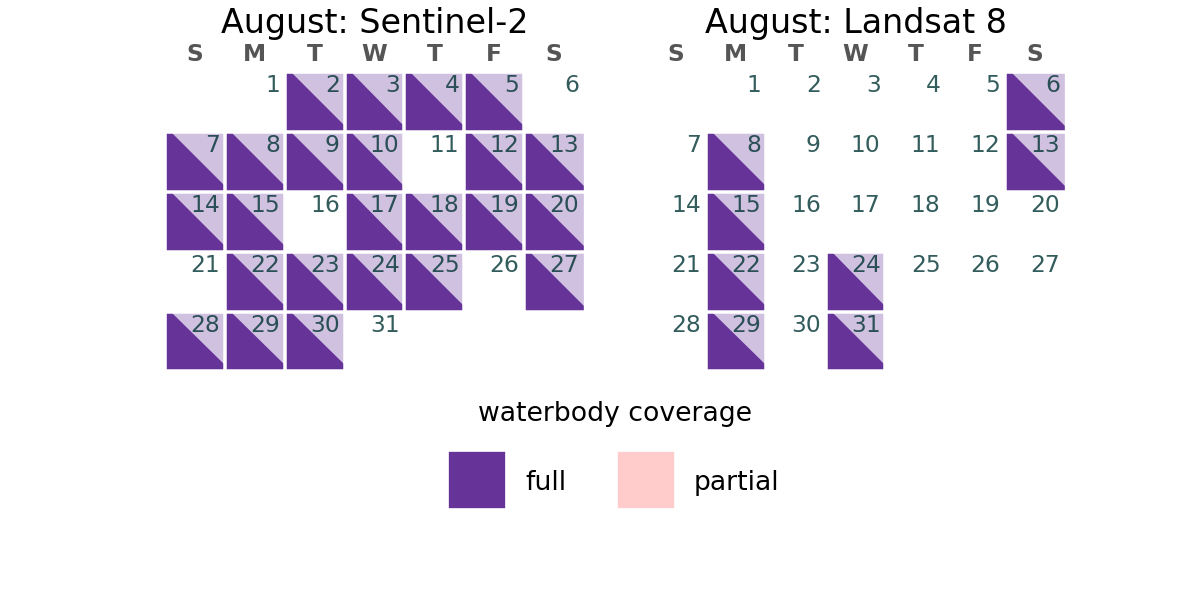 August: Sentinel-2
S M T W T F S
1 2 3 4 5 6
7 8 9 10 11 12 13
14 15 16 17 18 19 20
21 22 23 24 25 26 27
28 29 30 31
August: Landsat 8
S M T W T F S
1 2 3 4 5 6
7 8 9 10 11 12 13
14 15 16 17 18 19 20
21 22 23 24 25 26 27
28 29 30 31
waterbody coverage
full partial